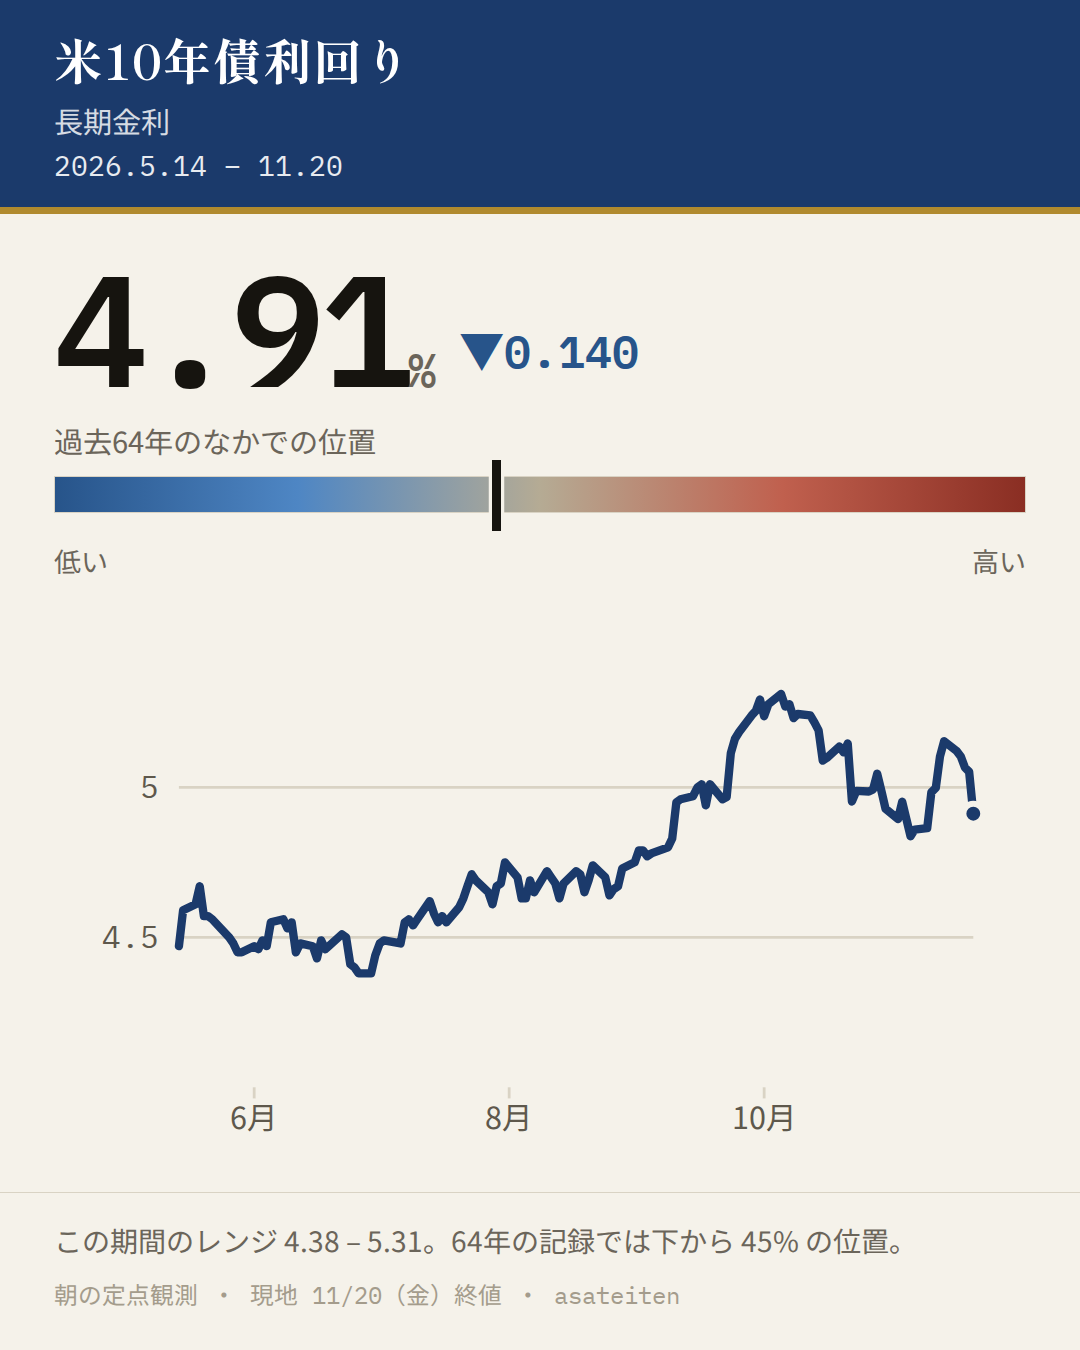 米10年債利回り
長期金利
2026.5.14 – 11.20
4.91% ▼0.140
過去64年のなかでの位置
低い 高い
5
4.5
6月 8月 10月
この期間のレンジ 4.38 – 5.31。64年の記録では下から 45% の位置。
朝の定点観測 ・ 現地 11/20（金）終値 ・ asateiten